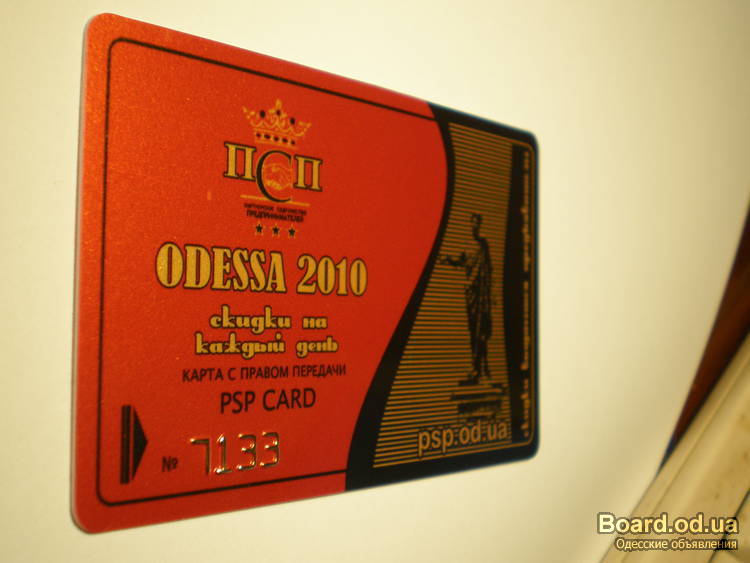 ПСП
ПРЕДПРИНИМАТЕЛЕЙ
ODESSA 2010
скидки на
каждый день
КАРТА С ПРАВОМ ПЕРЕДАЧИ
PSP CARD
№ 7133
psp.od.ua
Board.od.ua
Одесские объявления